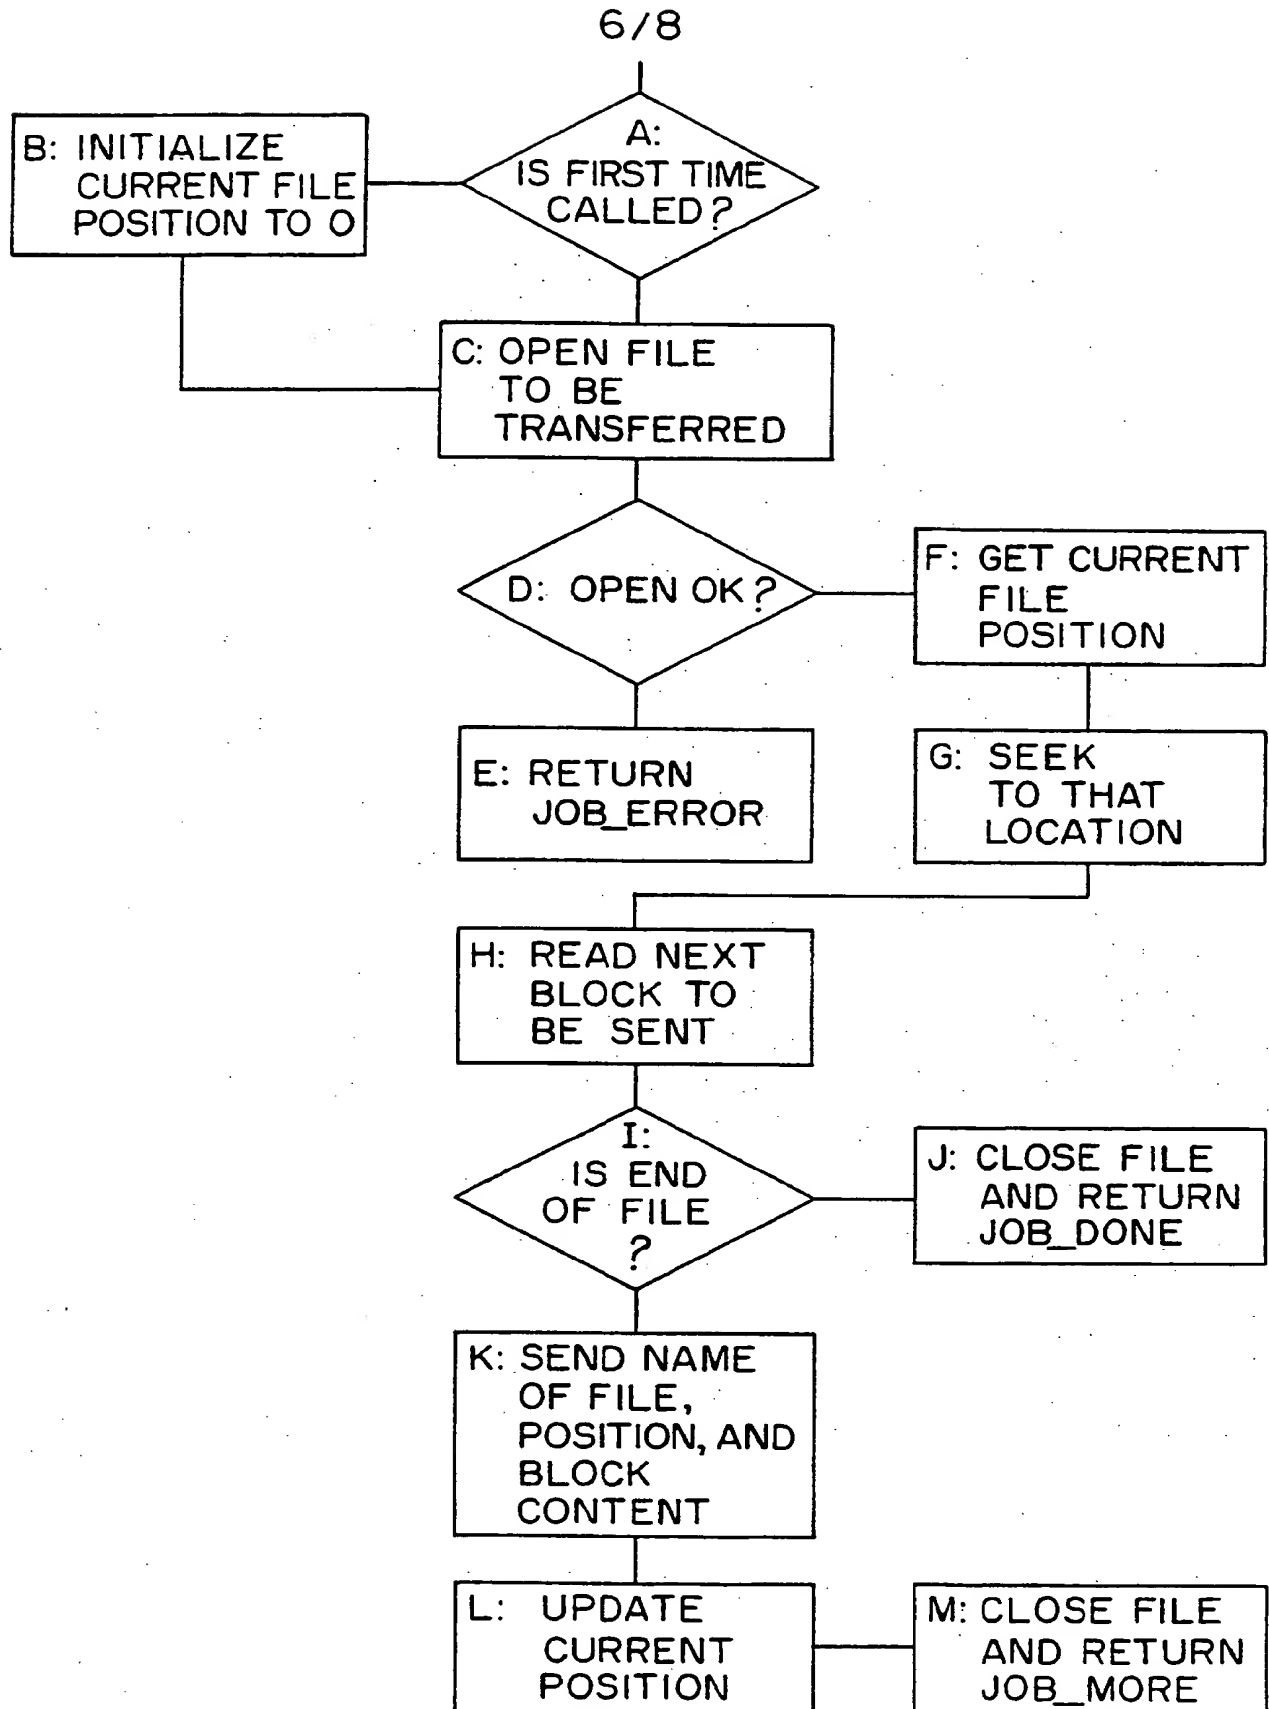 6/8
A:
IS FIRST TIME
CALLED?
B: INITIALIZE
CURRENT FILE
POSITION TO 0
C: OPEN FILE
TO BE
TRANSFERRED
D: OPEN OK?
F: GET CURRENT
FILE
POSITION
E: RETURN
JOB_ERROR
G: SEEK
TO THAT
LOCATION
H: READ NEXT
BLOCK TO
BE SENT
I:
IS END
OF FILE
?
J: CLOSE FILE
AND RETURN
JOB_DONE
K: SEND NAME
OF FILE,
POSITION, AND
BLOCK
CONTENT
L: UPDATE
CURRENT
POSITION
M: CLOSE FILE
AND RETURN
JOB_MORE